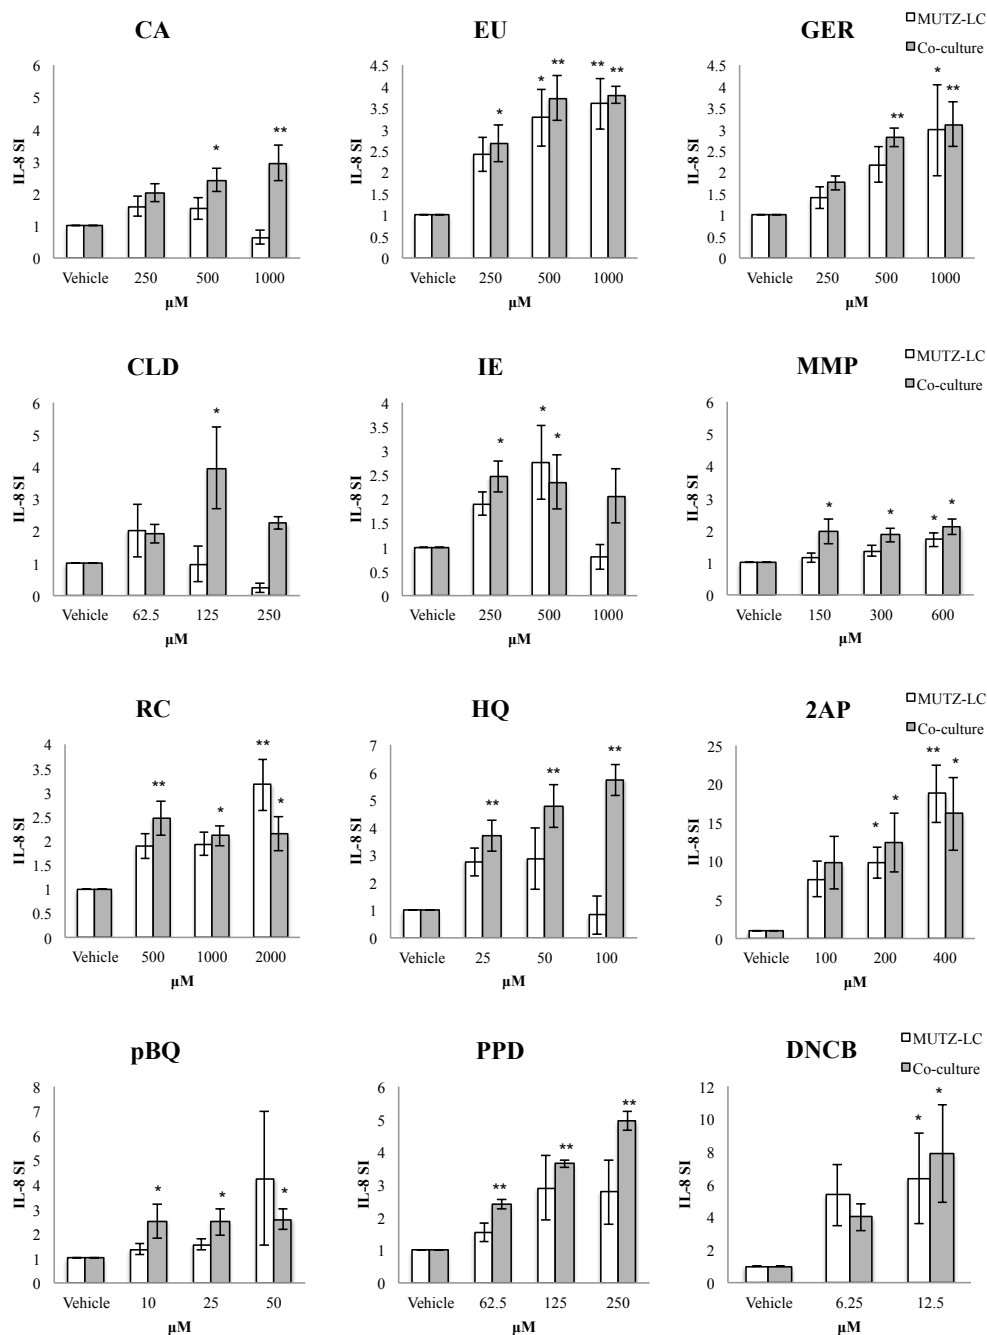 CA
IL-8 SI
6
5
4
3
2
1
0
*
**
Vehicle 250 500 1000
µM
EU
IL-8 SI
4.5
4
3.5
3
2.5
2
1.5
1
0.5
0
*
*
**
**
**
Vehicle 250 500 1000
µM
GER
MUTZ-LC
Co-culture
IL-8 SI
4.5
4
3.5
3
2.5
2
1.5
1
0.5
0
**
*
**
Vehicle 250 500 1000
µM
CLD
IL-8 SI
6
5
4
3
2
1
0
*
Vehicle 62.5 125 250
µM
IE
IL-8 SI
4
3.5
3
2.5
2
1.5
1
0.5
0
*
*
*
Vehicle 250 500 1000
µM
MMP
MUTZ-LC
Co-culture
IL-8 SI
6
5
4
3
2
1
0
*
*
*
*
Vehicle 150 300 600
µM
RC
IL-8 SI
4
3.5
3
2.5
2
1.5
1
0.5
0
**
*
**
*
Vehicle 500 1000 2000
µM
HQ
IL-8 SI
7
6
5
4
3
2
1
0
**
**
**
Vehicle 25 50 100
µM
2AP
MUTZ-LC
Co-culture
IL-8 SI
25
20
15
10
5
0
*
*
**
*
Vehicle 100 200 400
µM
pBQ
IL-8 SI
8
7
6
5
4
3
2
1
0
*
*
*
Vehicle 10 25 50
µM
PPD
IL-8 SI
6
5
4
3
2
1
0
**
**
**
Vehicle 62.5 125 250
µM
DNCB
MUTZ-LC
Co-culture
IL-8 SI
12
10
8
6
4
2
0
*
*
Vehicle 6.25 12.5
µM